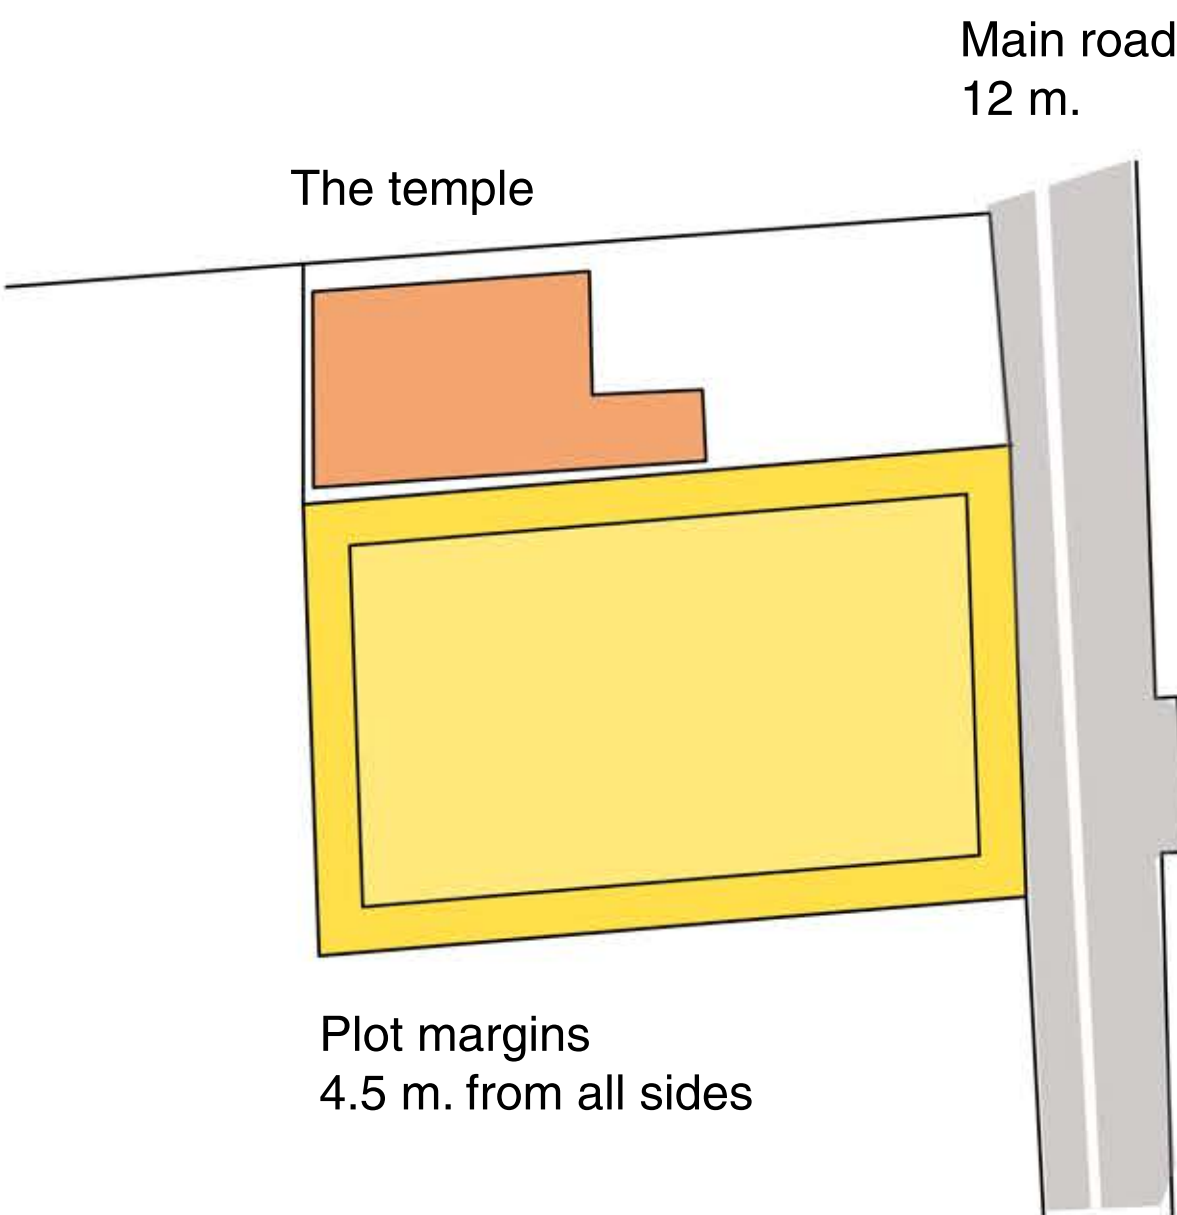 Main road
12 m.
The temple
Plot margins
4.5 m. from all sides